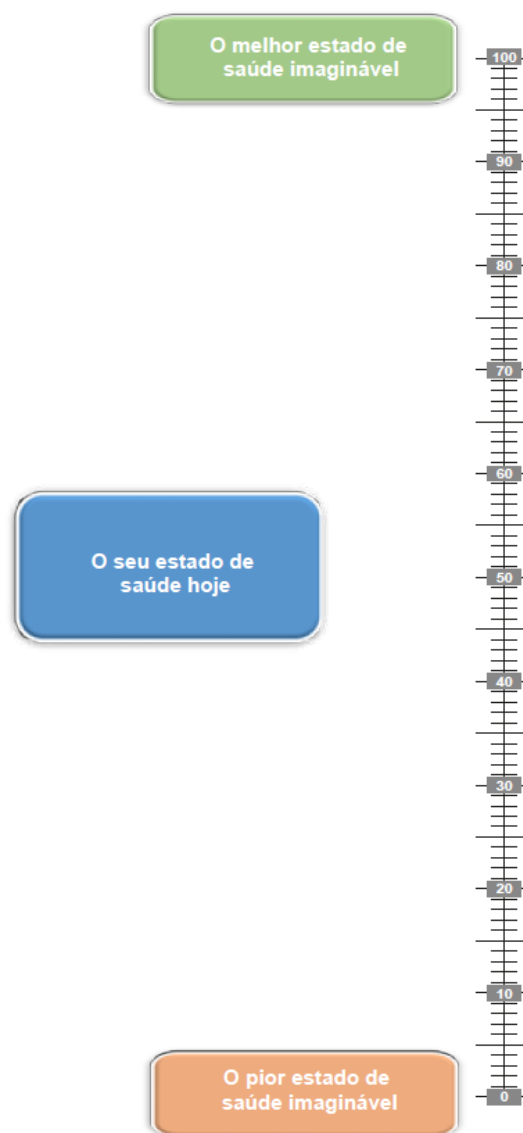 O melhor estado de
saúde imaginável
100
90
80
70
60
O seu estado de
saúde hoje
50
40
30
20
10
O pior estado de
saúde imaginável
0